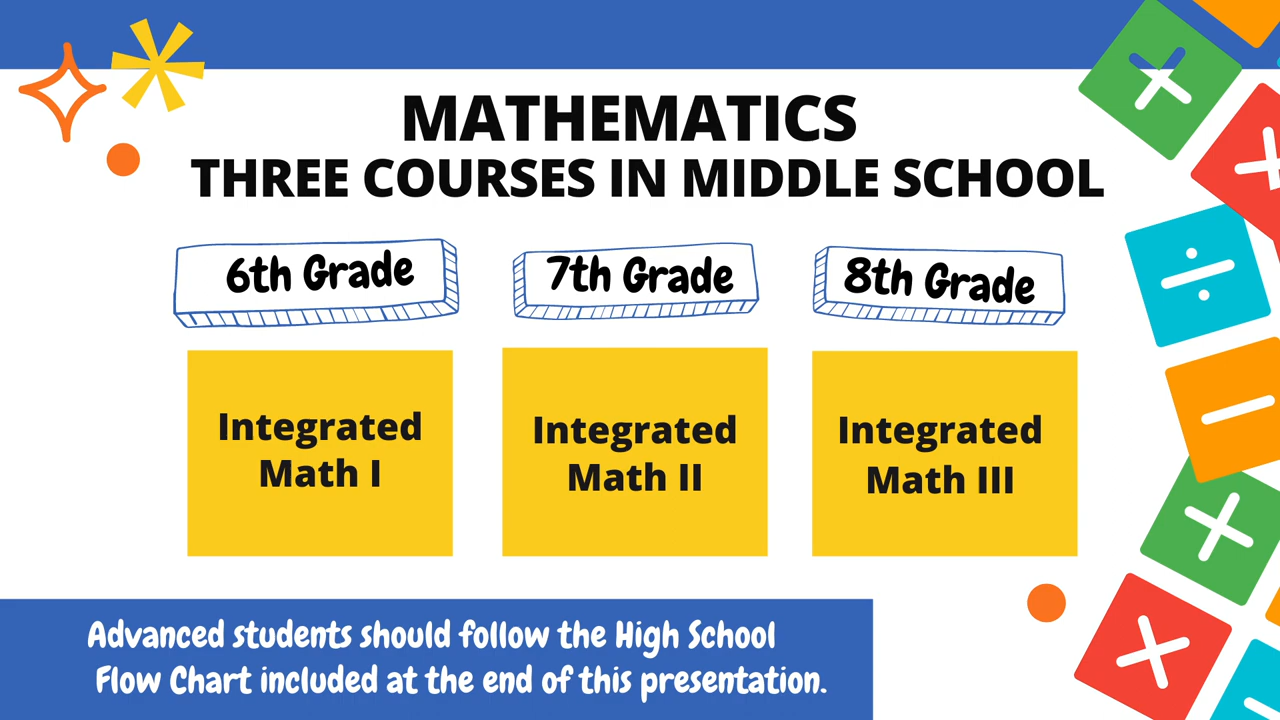 MATHEMATICS
THREE COURSES IN MIDDLE SCHOOL
6th Grade
7th Grade
8th Grade
Integrated
Math I
Integrated
Math II
Integrated
Math III
Advanced students should follow the High School
Flow Chart included at the end of this presentation.